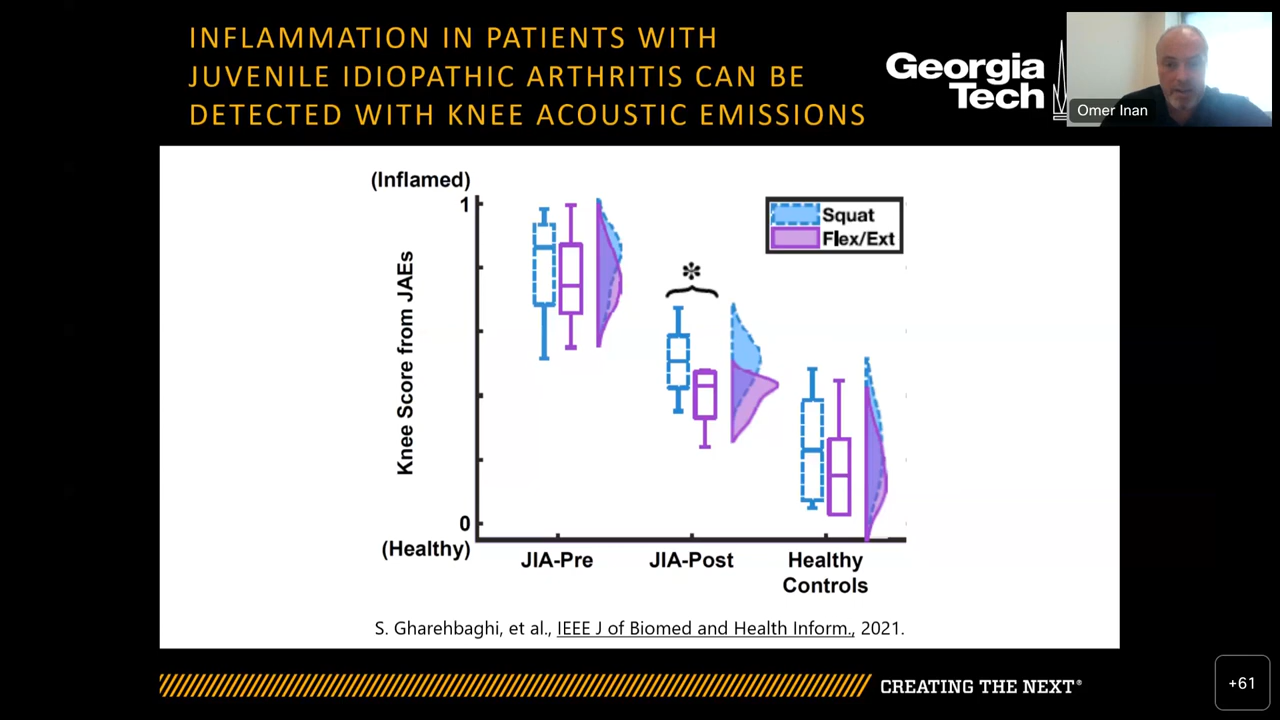 INFLAMMATION IN PATIENTS WITH
JUVENILE IDIOPATHIC ARTHRITIS CAN BE
DETECTED WITH KNEE ACOUSTIC EMISSIONS
Georgia
Tech
Omer Inan
(Inflamed)
1
Knee Score from JAEs
0
(Healthy)
*
Squat
Flex/Ext
JIA-Pre
JIA-Post
Healthy
Controls
S. Gharehbaghi, et al., IEEE J of Biomed and Health Inform., 2021.
CREATING THE NEXT®
+61